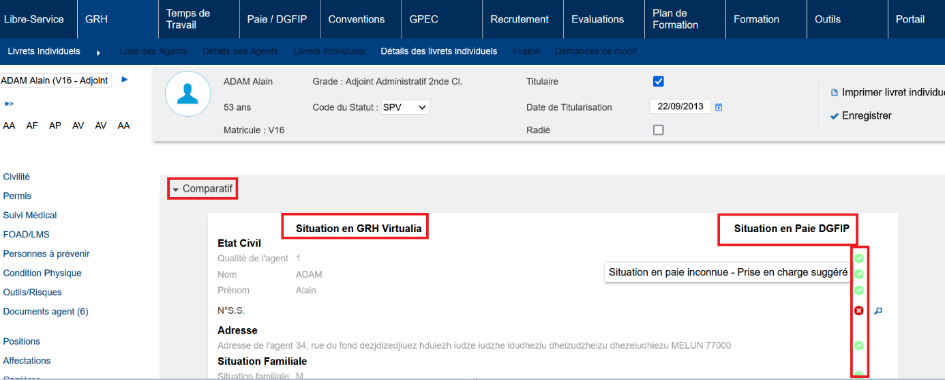 Libre-Service GRH Temps de Travail Paie / DGFIP Conventions GPEC Recrutement Evaluations Plan de Formation Formation Outils Portail
Livrets Individuels Liste des Agents Détails des Agents Livrets Individuels Détails des livrets individuels Fusion Demandes de modif.
ADAM Alain (V16 - Adjoint
AA AF AP AV AV AA
ADAM Alain Grade : Adjoint Administratif 2nde Cl. Titulaire
53 ans Code du Statut : SPV Date de Titularisation 22/09/2013
Matricule : V16 Radié
Imprimer livret individue
Enregistrer
Civilité
Permis
Suivi Médical
FOAD/LMS
Personnes à prévenir
Condition Physique
Outils/Risques
Documents agent (6)
Positions
Affectations
Comparatif
Situation en GRH Virtualia Situation en Paie DGFIP
Etat Civil
Qualité de l'agent 1
Nom ADAM
Situation en paie inconnue - Prise en charge suggéré
Prénom Alain
N°S.S.
Adresse
Adresse de l'agent 34, rue du fond dezjdizedjiuez hduiezh iudze iudzhe idudheziu dheizudzheizu dhezeiudhiezu MELUN 77000
Situation Familiale
Situation familiale M